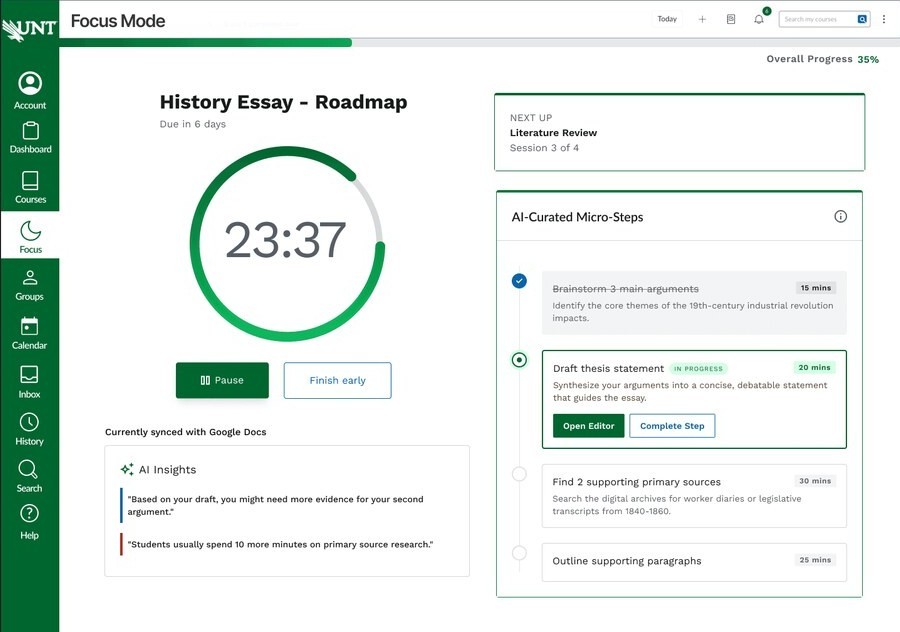 UNT
Focus Mode
Today
4
Search my courses
Overall Progress 35%
Account
Dashboard
Courses
Focus
Groups
Calendar
Inbox
History
Search
Help
History Essay - Roadmap
Due in 6 days
23:37
Pause
Finish early
Currently synced with Google Docs
AI Insights
"Based on your draft, you might need more evidence for your second
argument."
"Students usually spend 10 more minutes on primary source research."
NEXT UP
Literature Review
Session 3 of 4
AI-Curated Micro-Steps
Brainstorm 3 main arguments
15 mins
Identify the core themes of the 19th-century industrial revolution
impacts.
Draft thesis statement
IN PROGRESS
20 mins
Synthesize your arguments into a concise, debatable statement
that guides the essay.
Open Editor
Complete Step
Find 2 supporting primary sources
30 mins
Search the digital archives for worker diaries or legislative
transcripts from 1840-1860.
Outline supporting paragraphs
25 mins